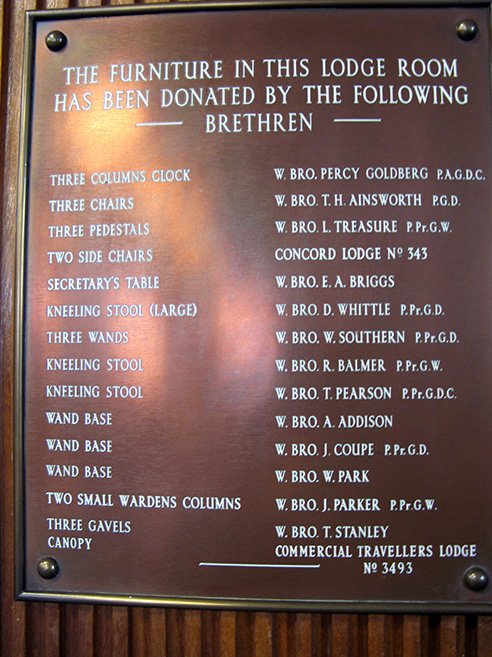 THE FURNITURE IN THIS LODGE ROOM
HAS BEEN DONATED BY THE FOLLOWING
BRETHREN
THREE COLUMNS CLOCK W. BRO. PERCY GOLDBERG P.A.G.D.C.
THREE CHAIRS W. BRO. T. H. AINSWORTH P.G.D.
THREE PEDESTALS W. BRO. L. TREASURE P.Pr.G.W.
TWO SIDE CHAIRS CONCORD LODGE Nº 343
SECRETARY'S TABLE W. BRO. E. A. BRIGGS
KNEELING STOOL (LARGE) W. BRO. D. WHITTLE P.Pr.G.D.
THREE WANDS W. BRO. W. SOUTHERN P.Pr.G.D.
KNEELING STOOL W. BRO. R. BALMER P.Pr.G.W.
KNEELING STOOL W. BRO. T. PEARSON P.Pr.G.D.C.
WAND BASE W. BRO. A. ADDISON
WAND BASE W. BRO. J. COUPE P.Pr.G.D.
WAND BASE W. BRO. W. PARK
TWO SMALL WARDENS COLUMNS W. BRO. J. PARKER P.Pr.G.W.
THREE GAVELS W. BRO. T. STANLEY
CANOPY COMMERCIAL TRAVELLERS LODGE
Nº 3493